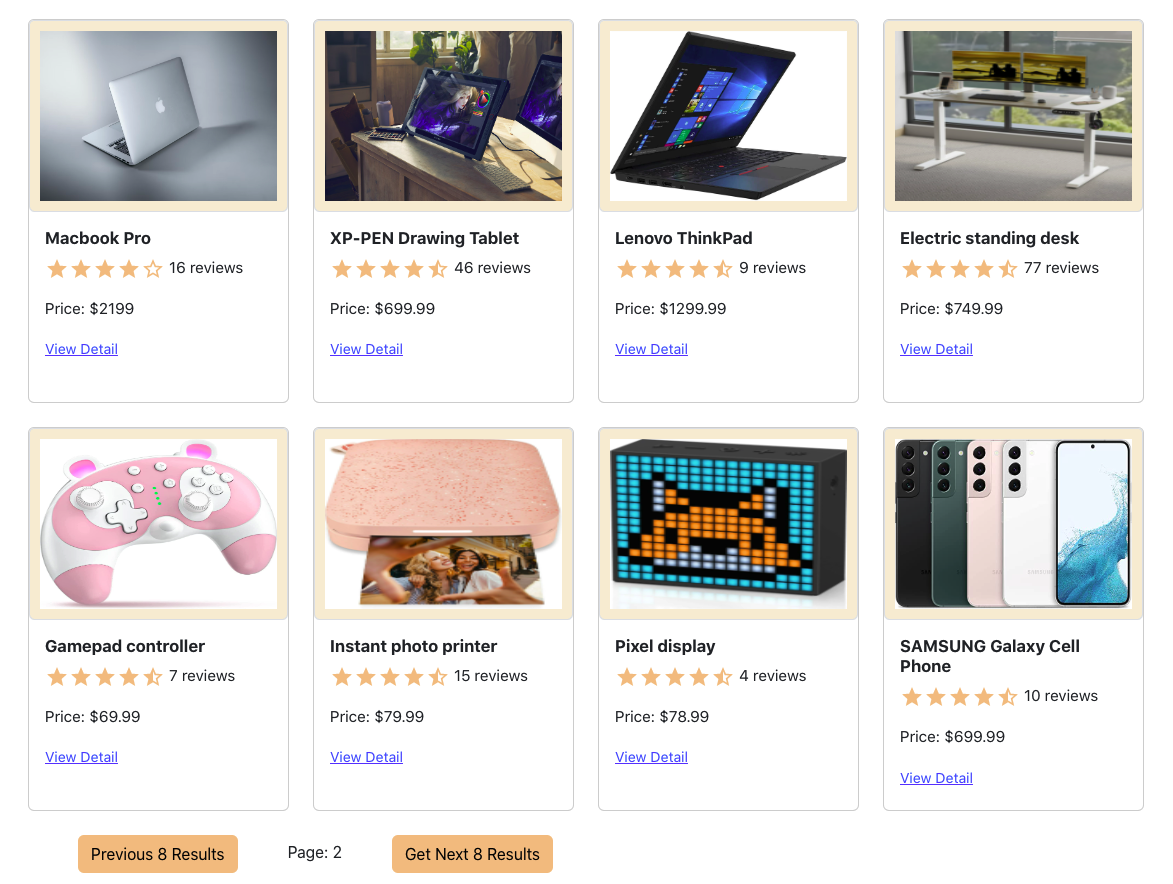 Macbook Pro
16 reviews
Price: $2199
View Detail
XP-PEN Drawing Tablet
46 reviews
Price: $699.99
View Detail
Lenovo ThinkPad
9 reviews
Price: $1299.99
View Detail
Electric standing desk
77 reviews
Price: $749.99
View Detail
Gamepad controller
7 reviews
Price: $69.99
View Detail
Instant photo printer
15 reviews
Price: $79.99
View Detail
Pixel display
4 reviews
Price: $78.99
View Detail
SAMSUNG Galaxy Cell
Phone
10 reviews
Price: $699.99
View Detail
Previous 8 Results
Page: 2
Get Next 8 Results